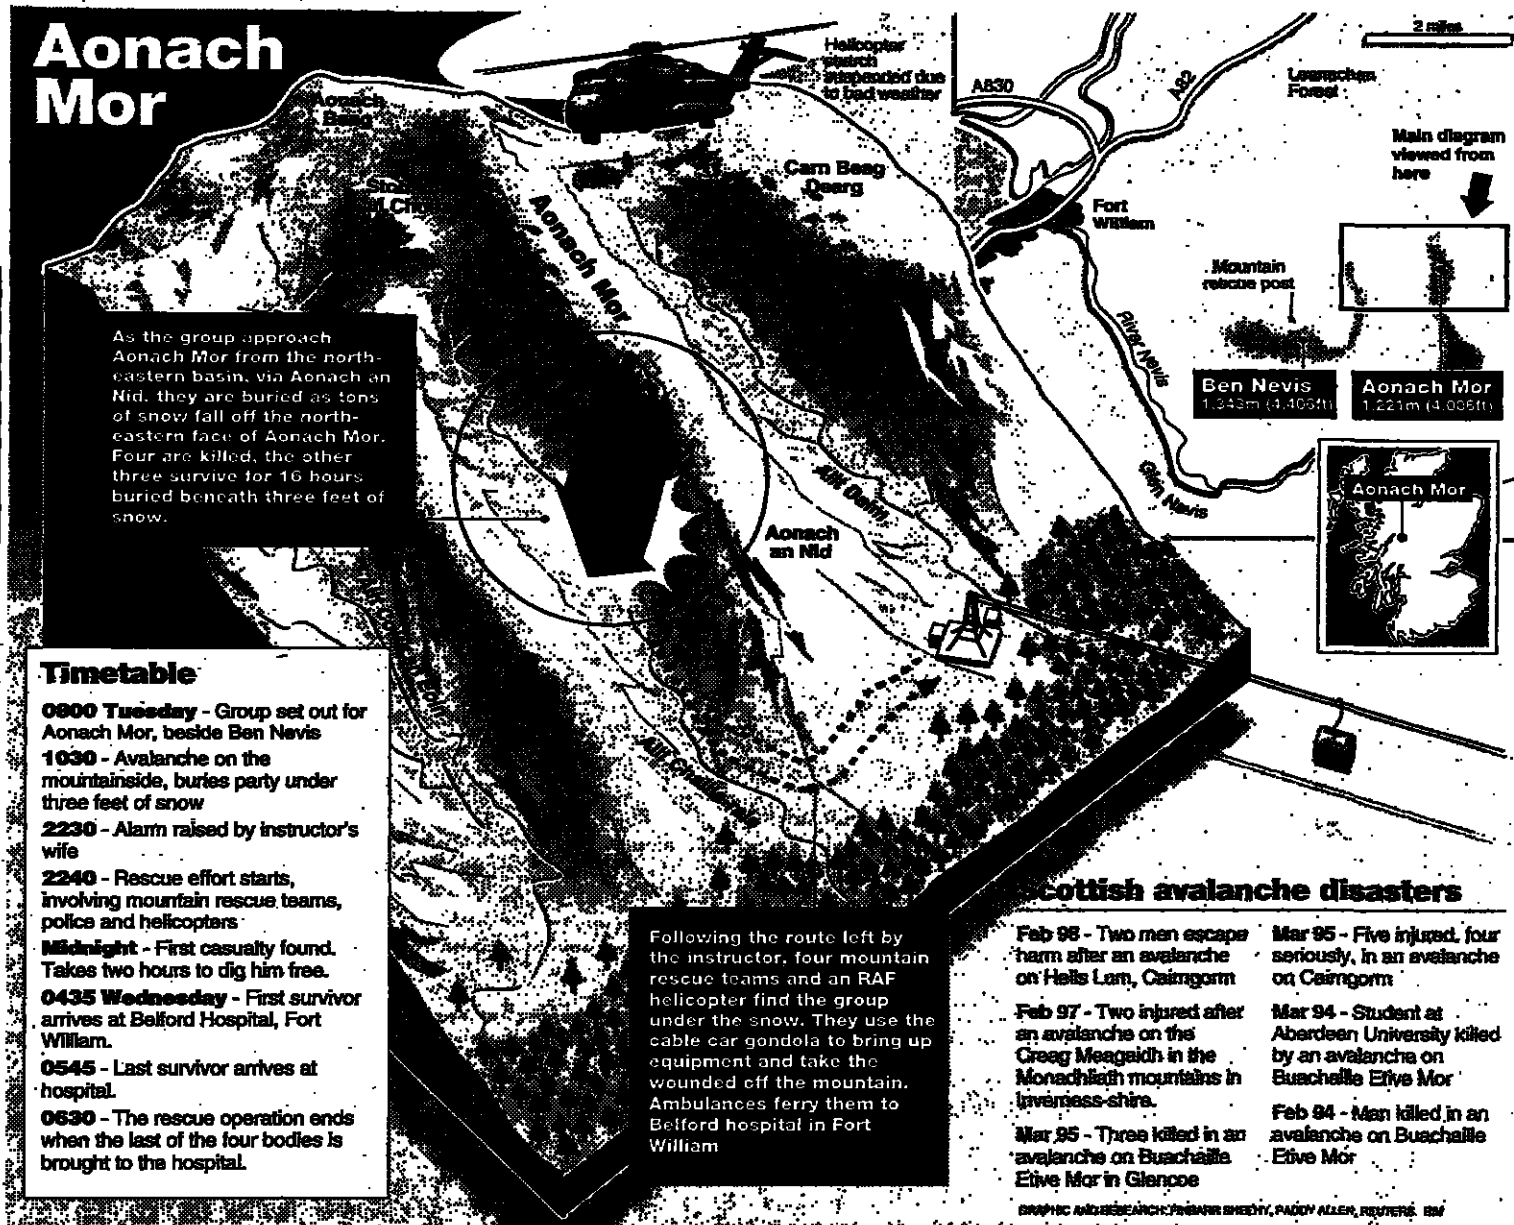 Aonach
Mor
Helicopter
search
suspended due
to bad weather
Aonach
Beag
Aonach Mor
Carn Beag
Dearg
Aonach
an Nid
Allt Daim
As the group approach
Aonach Mor from the north-
eastern basin, via Aonach an
Nid, they are buried as tons
of snow fall off the north-
eastern face of Aonach Mor.
Four are killed, the other
three survive for 16 hours
buried beneath three feet of
snow.
2 miles
A830
A82
Leanachan
Forest
Main diagram
viewed from
here
Fort
William
Mountain
rescue post
River Nevis
Glen Nevis
Ben Nevis
1,343m (4,406ft)
Aonach Mor
1,221m (4,006ft)
Aonach Mor
Timetable
0800 Tuesday - Group set out for
Aonach Mor, beside Ben Nevis
1030 - Avalanche on the
mountainside, buries party under
three feet of snow
2230 - Alarm raised by instructor's
wife
2240 - Rescue effort starts,
involving mountain rescue teams,
police and helicopters
Midnight - First casualty found.
Takes two hours to dig him free.
0435 Wednesday - First survivor
arrives at Belford Hospital, Fort
William.
0545 - Last survivor arrives at
hospital.
0630 - The rescue operation ends
when the last of the four bodies is
brought to the hospital.
Following the route left by
the instructor, four mountain
rescue teams and an RAF
helicopter find the group
under the snow. They use the
cable car gondola to bring up
equipment and take the
wounded off the mountain.
Ambulances ferry them to
Belford hospital in Fort
William
Scottish avalanche disasters
Feb 98 - Two men escape
harm after an avalanche
on Hells Lum, Cairngorm
Feb 97 - Two injured after
an avalanche on the
Creag Meagaidh in the
Monadhliath mountains in
Inverness-shire.
Mar 95 - Three killed in an
avalanche on Buachaille
Etive Mor in Glencoe
Mar 95 - Five injured, four
seriously, in an avalanche
on Cairngorm
Mar 94 - Student at
Aberdeen University killed
by an avalanche on
Buachaille Etive Mor
Feb 94 - Man killed in an
avalanche on Buachaille
Etive Mor
GRAPHIC AND RESEARCH: FINBARR SHEEHY, PADDY ALLEN, REUTERS